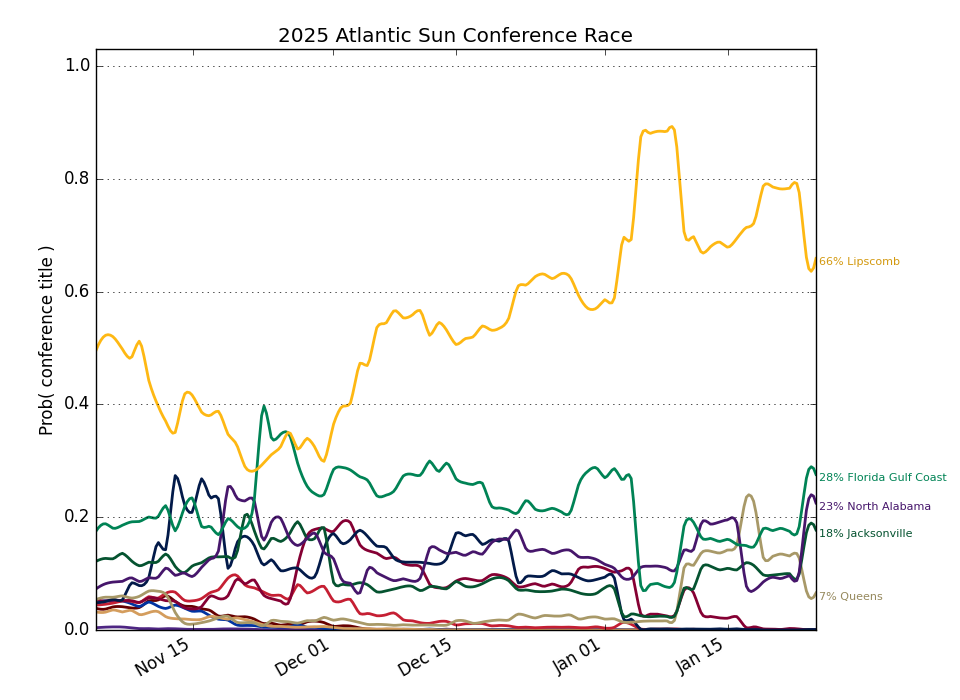 2025 Atlantic Sun Conference Race
1.0
0.8
0.6
0.4
0.2
0.0
Prob( conference title )
66% Lipscomb
28% Florida Gulf Coast
23% North Alabama
18% Jacksonville
7% Queens
Nov 15
Dec 01
Dec 15
Jan 01
Jan 15